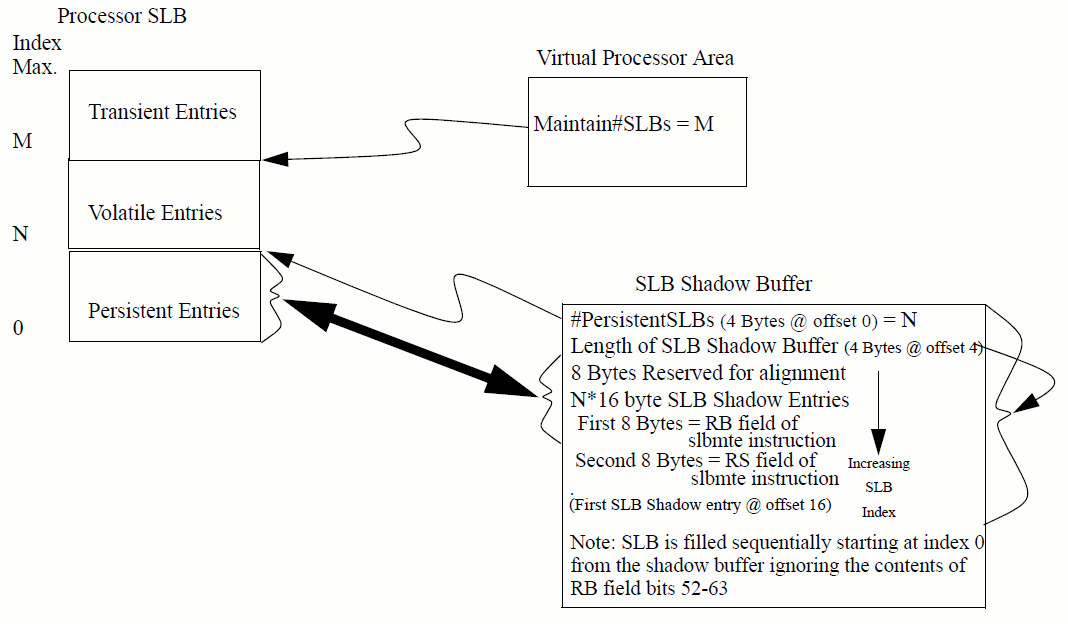 Processor SLB
Index
Max.
Transient Entries
M
Volatile Entries
N
Persistent Entries
0
Virtual Processor Area
Maintain#SLBs = M
SLB Shadow Buffer
#PersistentSLBs (4 Bytes @ offset 0) = N
Length of SLB Shadow Buffer (4 Bytes @ offset 4)
8 Bytes Reserved for alignment
N*16 byte SLB Shadow Entries
First 8 Bytes = RB field of
slbmte instruction
Second 8 Bytes = RS field of
slbmte instruction
.
(First SLB Shadow entry @ offset 16)
Increasing
SLB
Index
Note: SLB is filled sequentially starting at index 0
from the shadow buffer ignoring the contents of
RB field bits 52-63